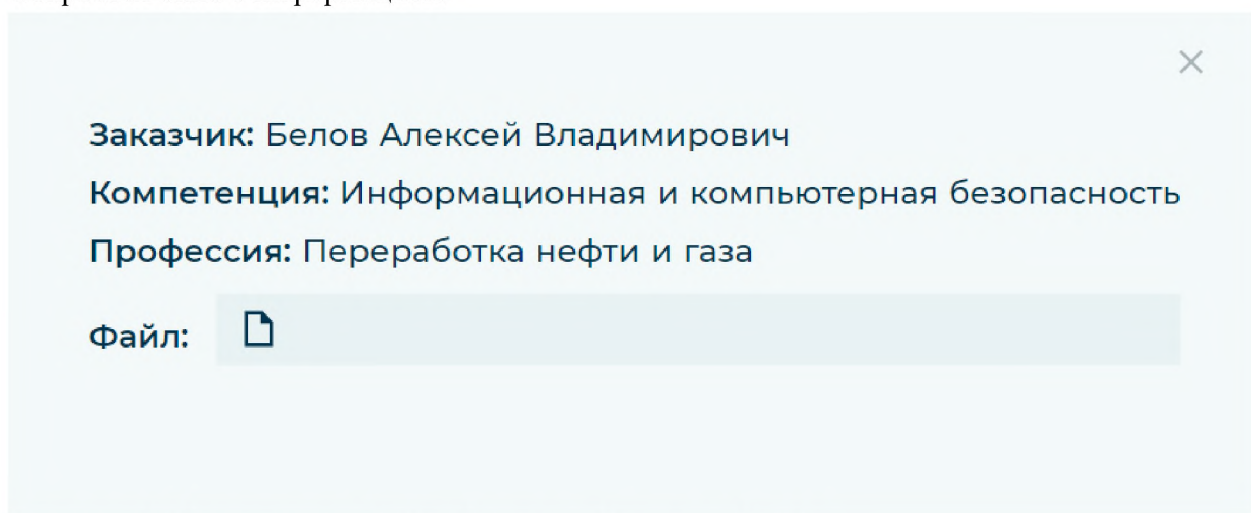 Заказчик: Белов Алексей Владимирович
Компетенция: Информационная и компьютерная безопасность
Профессия: Переработка нефти и газа
Файл: